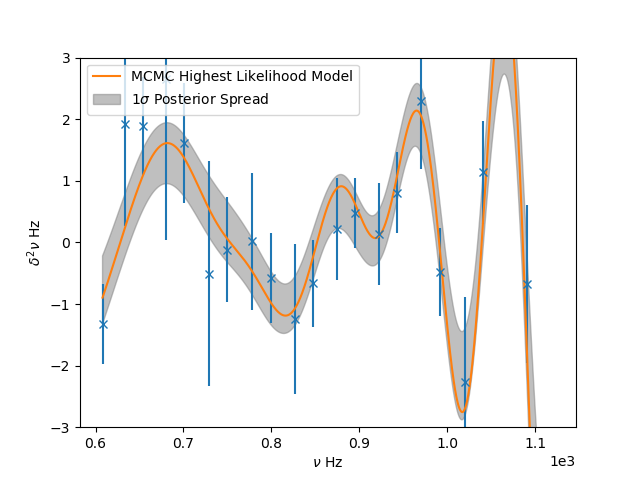 3
MCMC Highest Likelihood Model
1σ Posterior Spread
2
1
0
−1
−2
−3
δ²ν Hz
0.6 0.7 0.8 0.9 1.0 1.1
1e3
ν Hz